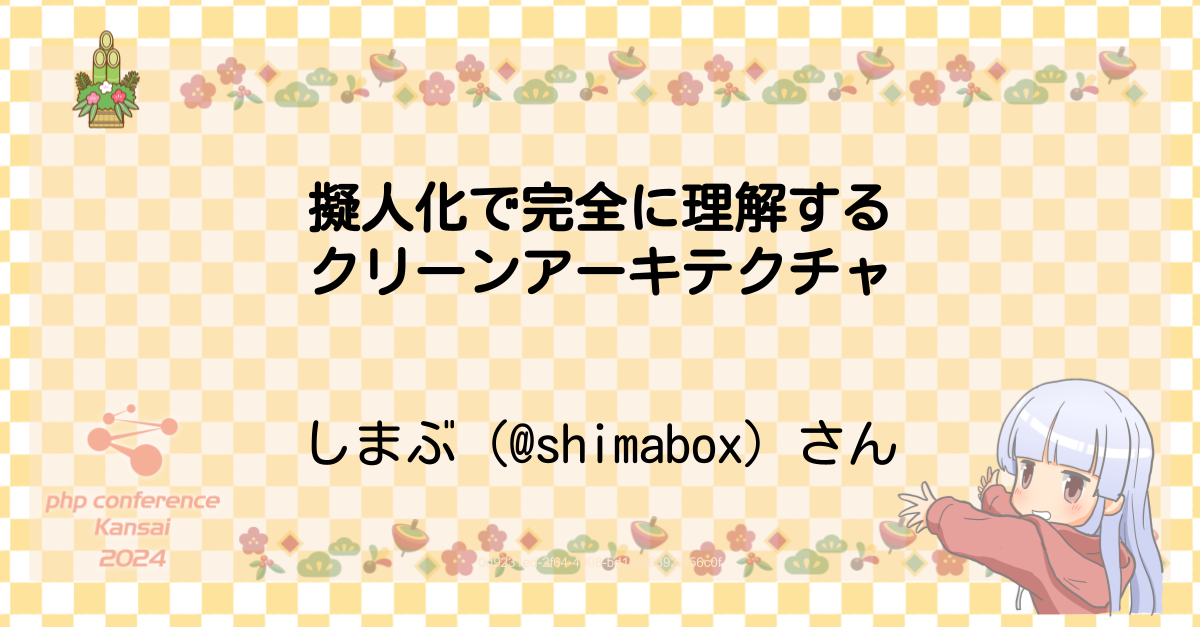 擬人化で完全に理解する
クリーンアーキテクチャ
しまぶ（@shimabox）さん
php conference
Kansai
2024